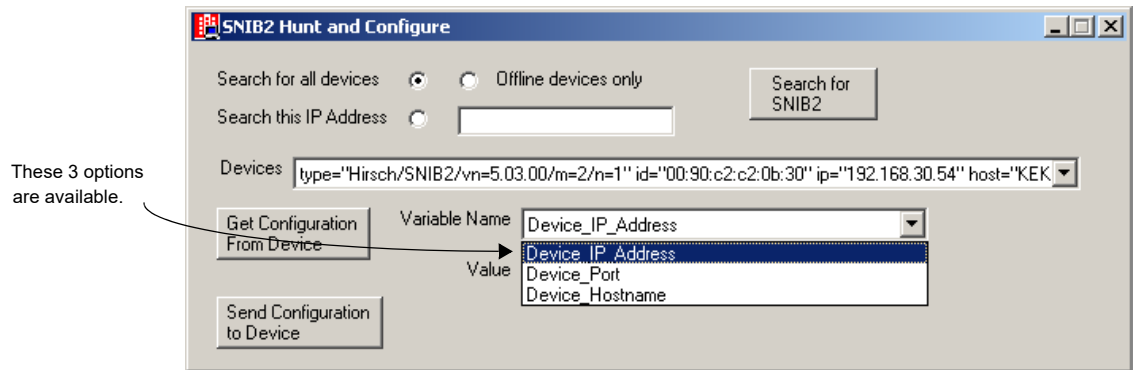 SNIB2 Hunt and Configure
Search for all devices
Offline devices only
Search for
SNIB2
Search this IP Address
These 3 options
are available.
Devices
type="Hirsch/SNIB2/vn=5.03.00/m=2/n=1" id="00:90:c2:c2:0b:30" ip="192.168.30.54" host="KEK
Get Configuration
From Device
Variable Name
Device_IP_Address
Value
Device_IP_Address
Device_Port
Device_Hostname
Send Configuration
to Device